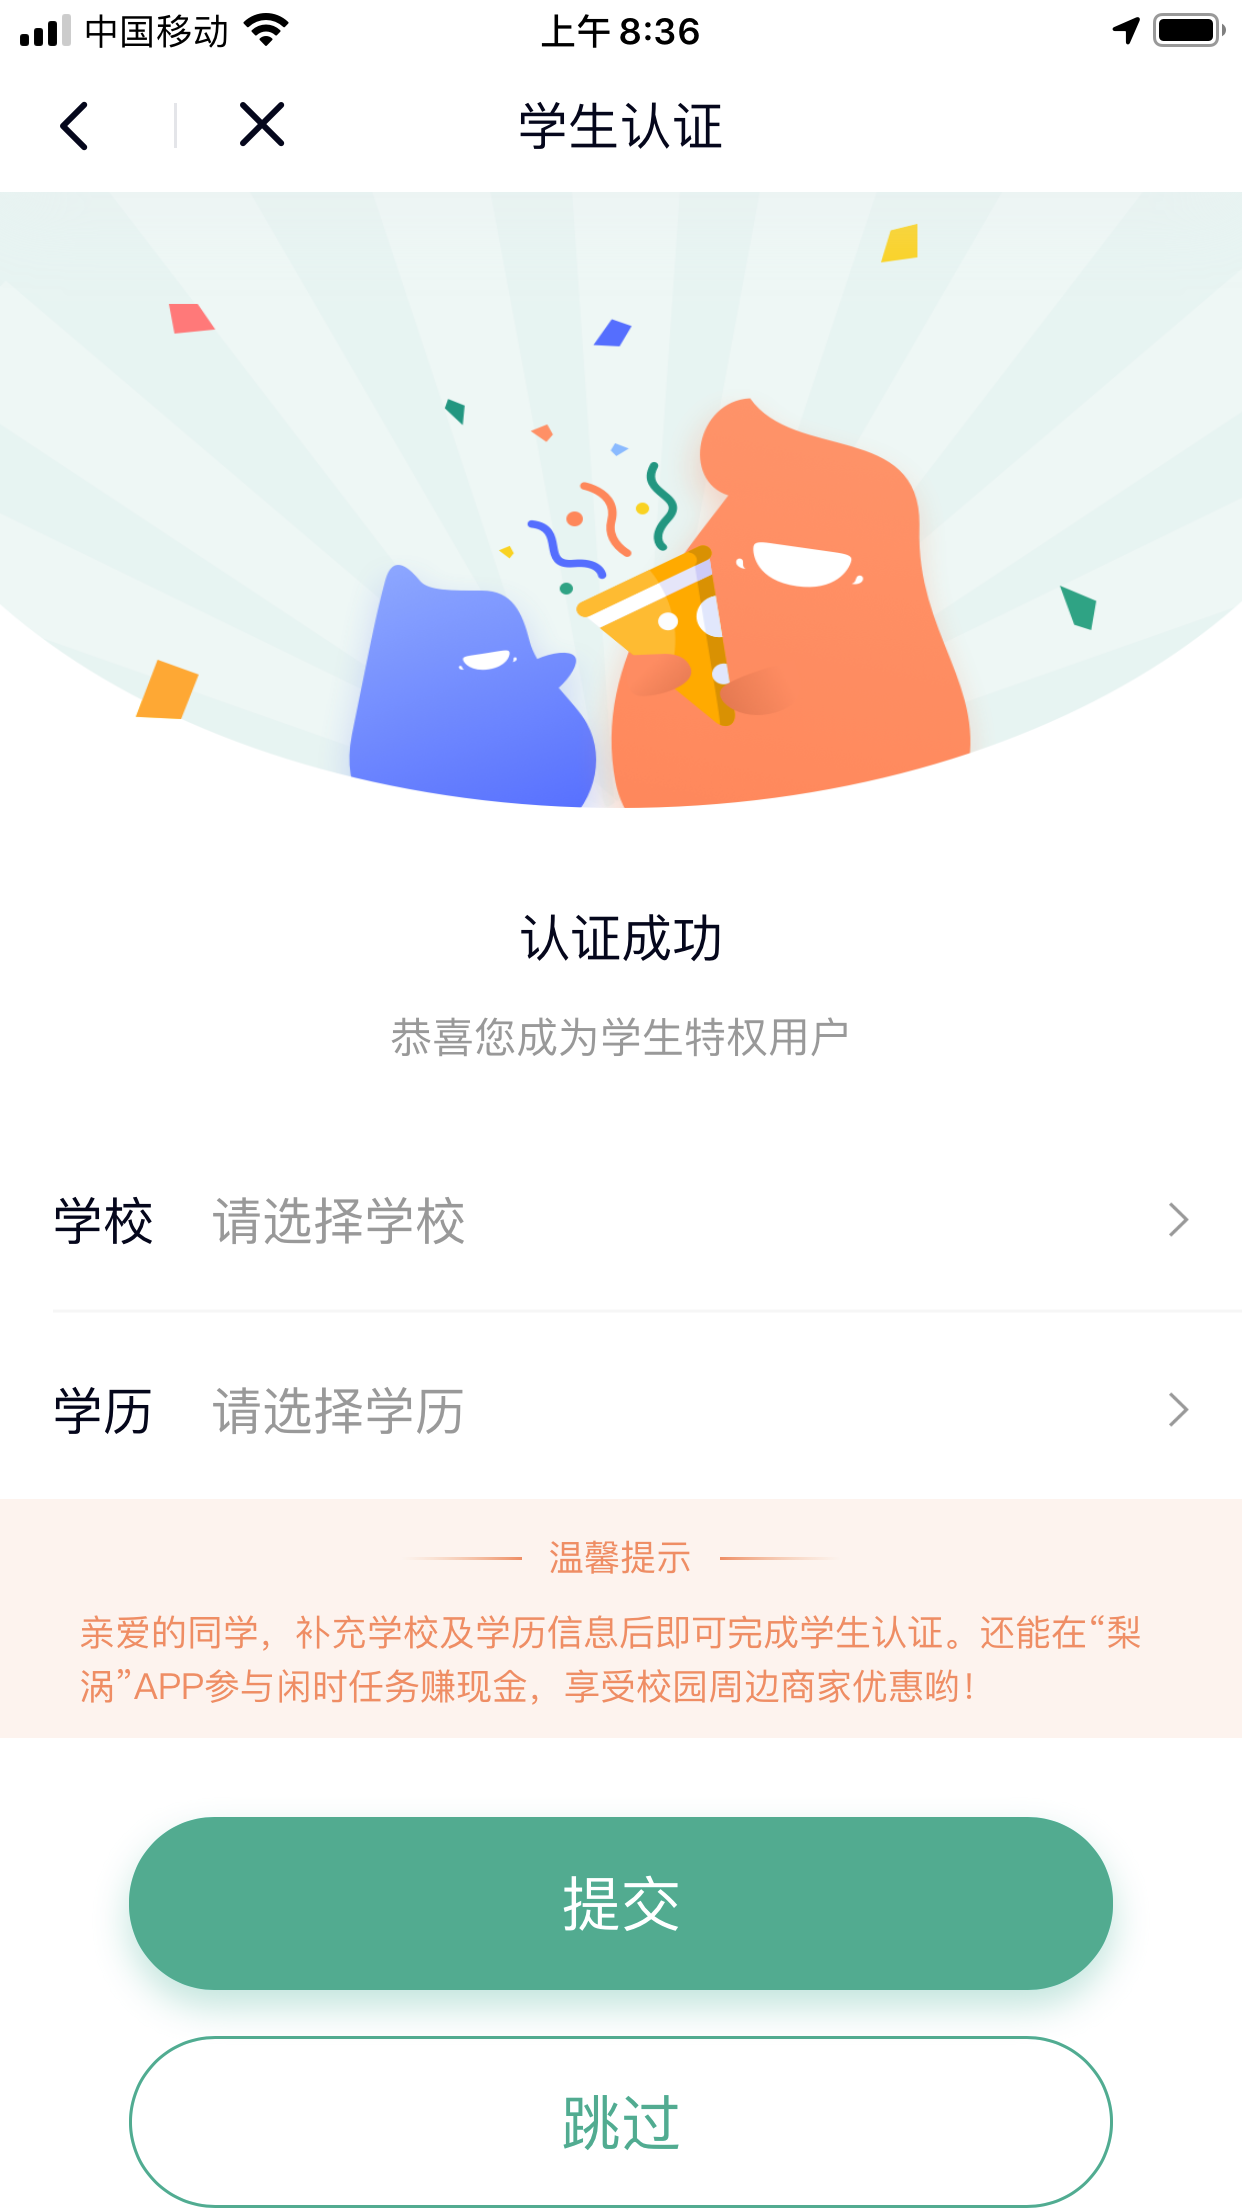 中国移动 上午8:36
学生认证
认证成功
恭喜您成为学生特权用户
学校 请选择学校
学历 请选择学历
温馨提示
亲爱的同学，补充学校及学历信息后即可完成学生认证。还能在“梨
涡”APP参与闲时任务赚现金，享受校园周边商家优惠哟！
提交
跳过